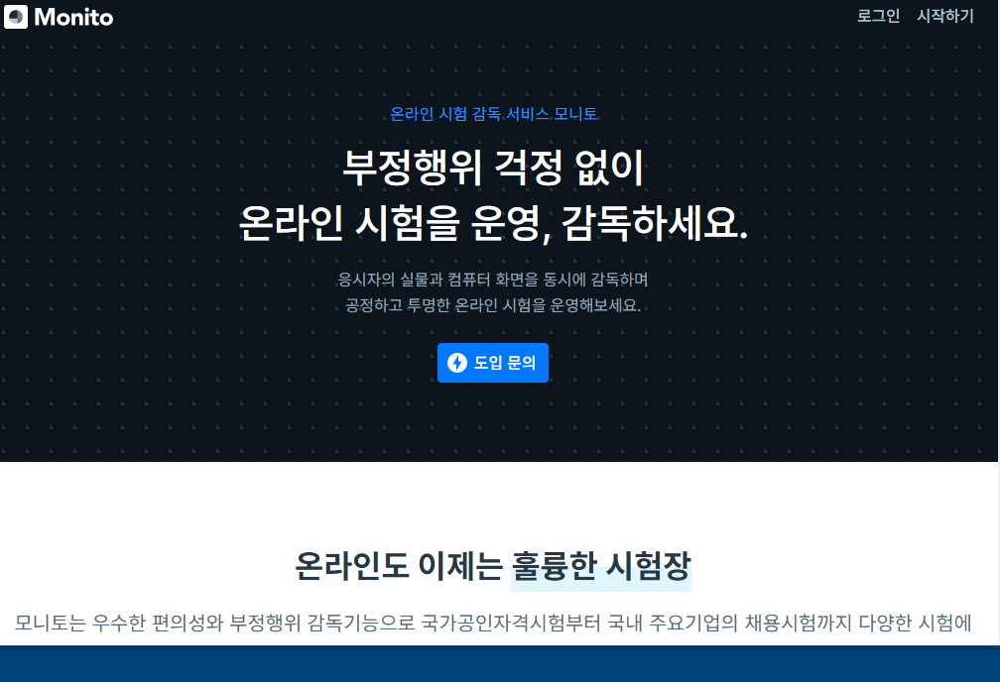 Monito
로그인 시작하기
온라인 시험 감독 서비스 모니토
부정행위 걱정 없이
온라인 시험을 운영, 감독하세요.
응시자의 실물과 컴퓨터 화면을 동시에 감독하며
공정하고 투명한 온라인 시험을 운영해보세요.
도입 문의
온라인도 이제는 훌륭한 시험장
모니토는 우수한 편의성와 부정행위 감독기능으로 국가공인자격시험부터 국내 주요기업의 채용시험까지 다양한 시험에